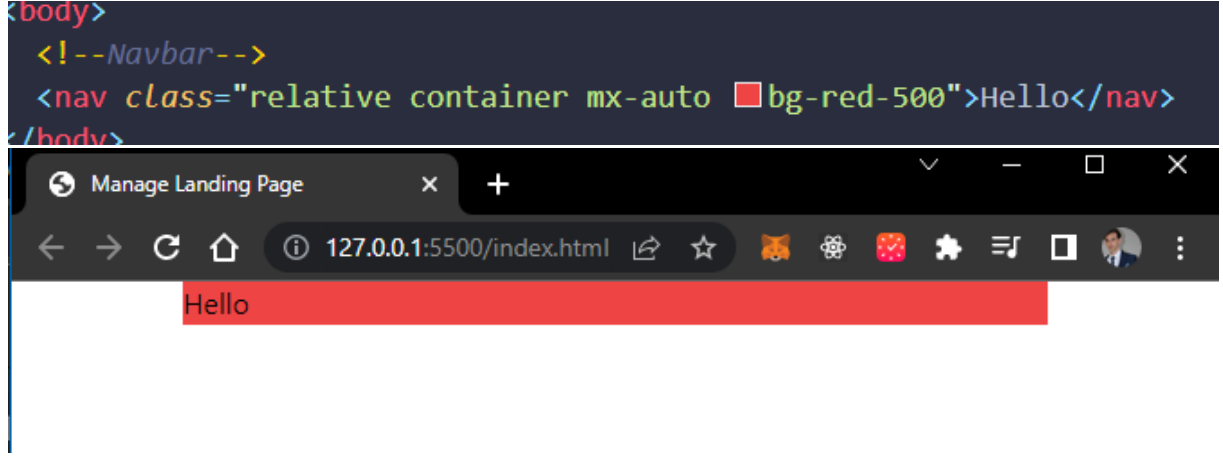 <body>
<!--Navbar-->
<nav class="relative container mx-auto bg-red-500">Hello</nav>
</body>
Manage Landing Page
127.0.0.1:5500/index.html
Hello